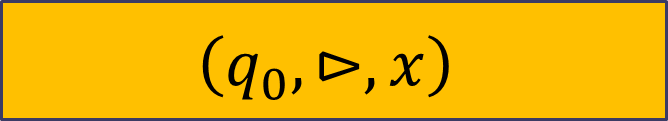 (q₀, ⊳, x)